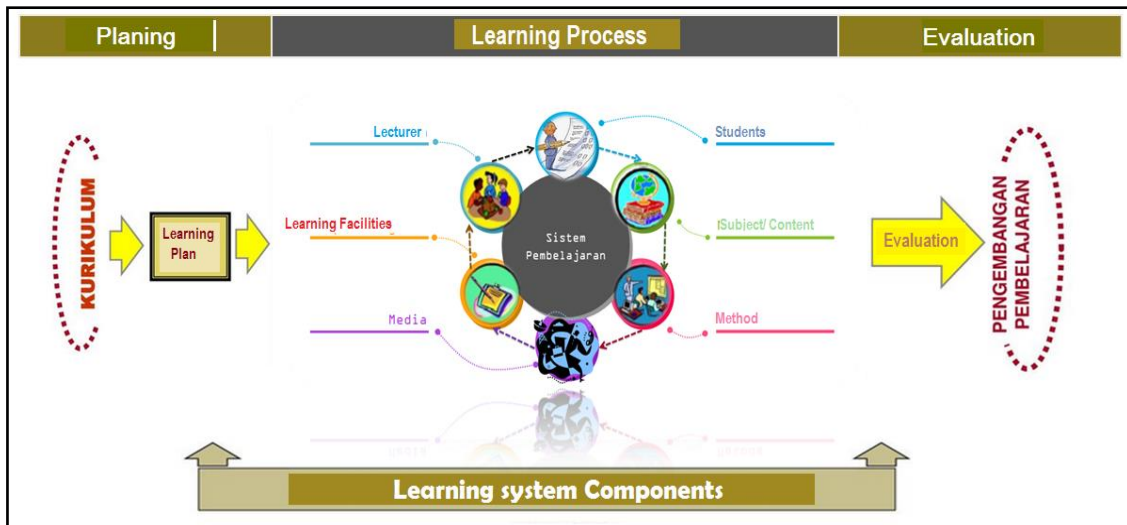 Planing
Learning Process
Evaluation
KURIKULUM
Learning
Plan
Lecturer
Students
Learning Facilities
Subject/ Content
Sistem
Pembelajaran
Media
Method
Evaluation
PENGEMBANGAN
PEMBELAJARAN
Learning system Components